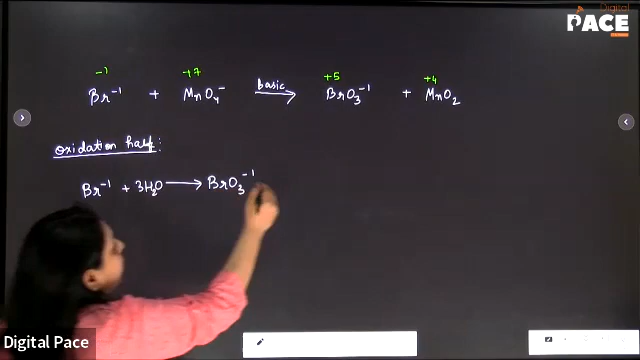 Digital
PACE
-1 +7 +5 +4
Br⁻¹ + MnO₄⁻ basic → BrO₃⁻¹ + MnO₂
oxidation half:
Br⁻¹ + 3H₂O → BrO₃⁻¹
Digital Pace